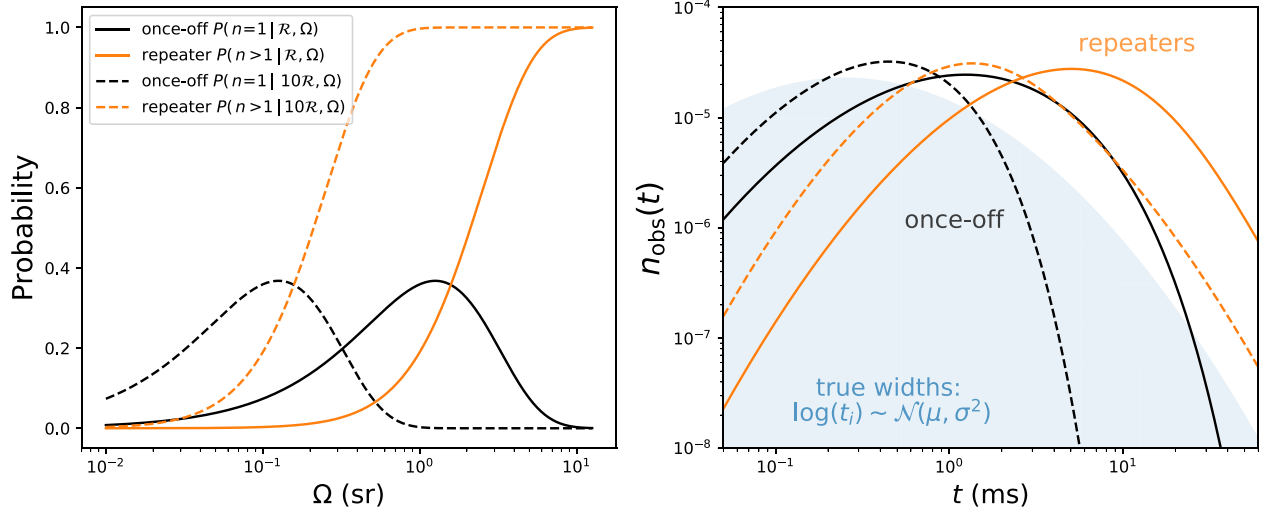 once-off P(n=1 | ℛ, Ω)
repeater P(n>1 | ℛ, Ω)
once-off P(n=1 | 10ℛ, Ω)
repeater P(n>1 | 10ℛ, Ω)
1.0
0.8
0.6
0.4
0.2
0.0
Probability
10⁻²
10⁻¹
10⁰
10¹
Ω (sr)
10⁻⁴
10⁻⁵
10⁻⁶
10⁻⁷
10⁻⁸
n_obs(t)
repeaters
once-off
true widths:
log(t_i) ~ 𝒩(μ, σ²)
10⁻¹
10⁰
10¹
t (ms)